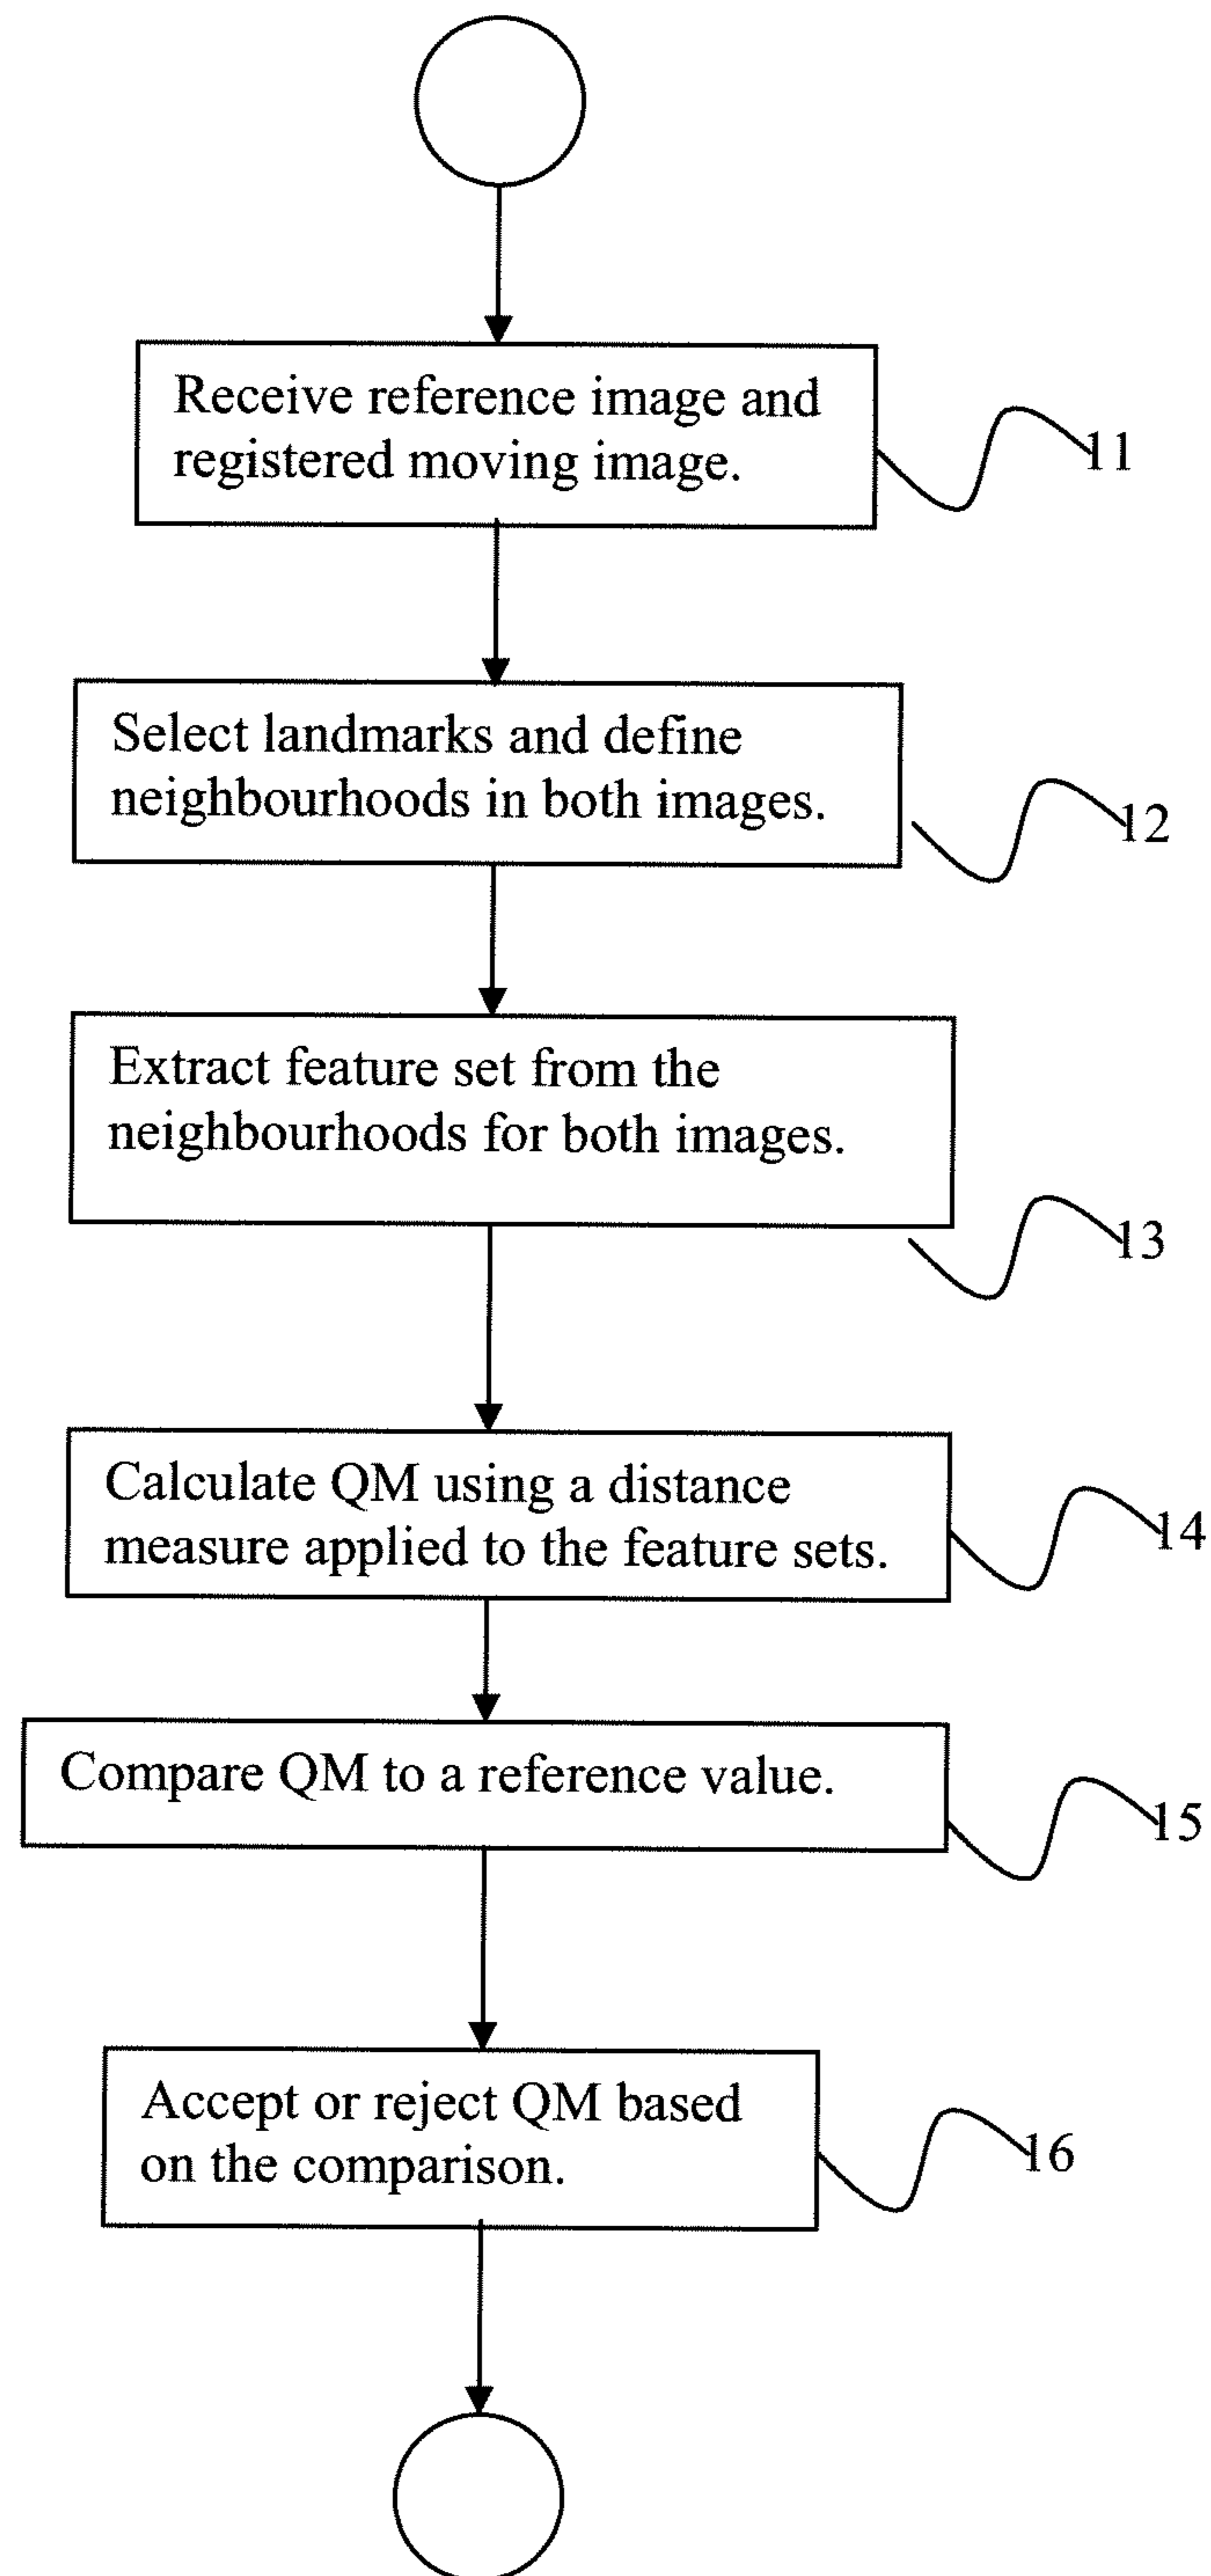 Receive reference image and
registered moving image.
11
Select landmarks and define
neighbourhoods in both images.
12
Extract feature set from the
neighbourhoods for both images.
13
Calculate QM using a distance
measure applied to the feature sets.
14
Compare QM to a reference value.
15
Accept or reject QM based
on the comparison.
16